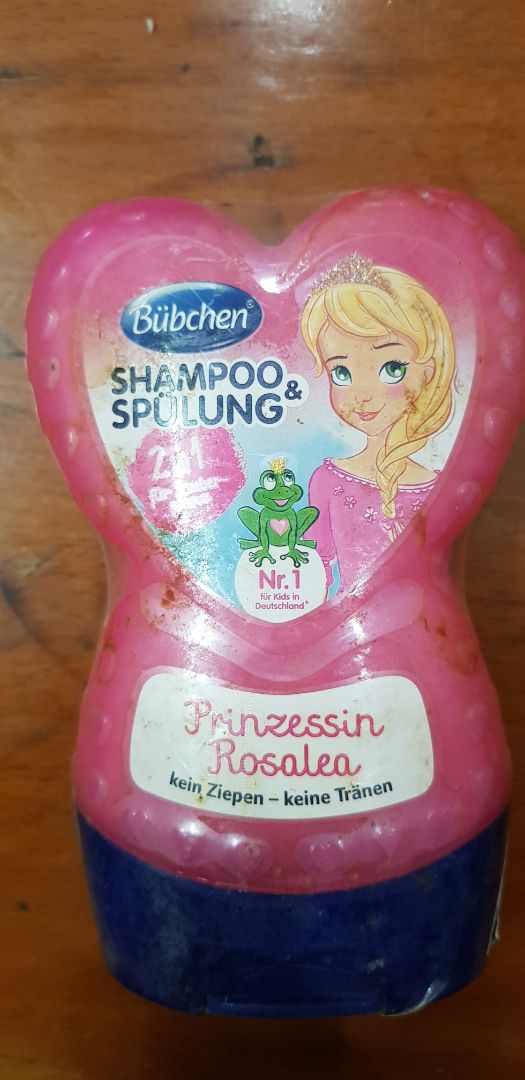 Bübchen®
SHAMPOO &
SPÜLUNG
2in1
Nr.1
für Kids in
Deutschland*
Prinzessin
Rosalea
kein Ziepen – keine Tränen